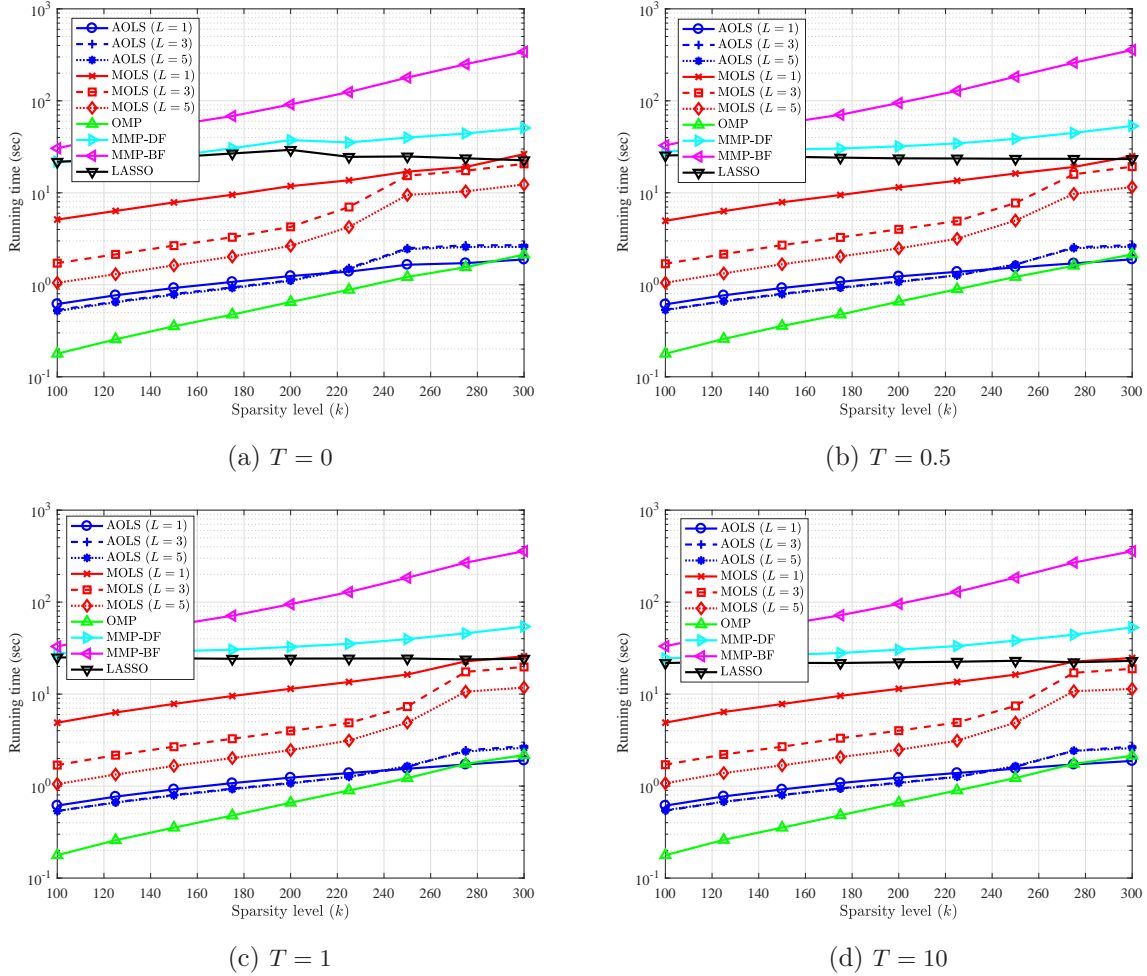 10^3
10^2
10^1
10^0
10^-1
Running time (sec)
AOLS (L = 1)
AOLS (L = 3)
AOLS (L = 5)
MOLS (L = 1)
MOLS (L = 3)
MOLS (L = 5)
OMP
MMP-DF
MMP-BF
LASSO
100 120 140 160 180 200 220 240 260 280 300
Sparsity level (k)
(a) T = 0
10^3
10^2
10^1
10^0
10^-1
Running time (sec)
AOLS (L = 1)
AOLS (L = 3)
AOLS (L = 5)
MOLS (L = 1)
MOLS (L = 3)
MOLS (L = 5)
OMP
MMP-DF
MMP-BF
LASSO
100 120 140 160 180 200 220 240 260 280 300
Sparsity level (k)
(b) T = 0.5
10^3
10^2
10^1
10^0
10^-1
Running time (sec)
AOLS (L = 1)
AOLS (L = 3)
AOLS (L = 5)
MOLS (L = 1)
MOLS (L = 3)
MOLS (L = 5)
OMP
MMP-DF
MMP-BF
LASSO
100 120 140 160 180 200 220 240 260 280 300
Sparsity level (k)
(c) T = 1
10^3
10^2
10^1
10^0
10^-1
Running time (sec)
AOLS (L = 1)
AOLS (L = 3)
AOLS (L = 5)
MOLS (L = 1)
MOLS (L = 3)
MOLS (L = 5)
OMP
MMP-DF
MMP-BF
LASSO
100 120 140 160 180 200 220 240 260 280 300
Sparsity level (k)
(d) T = 10